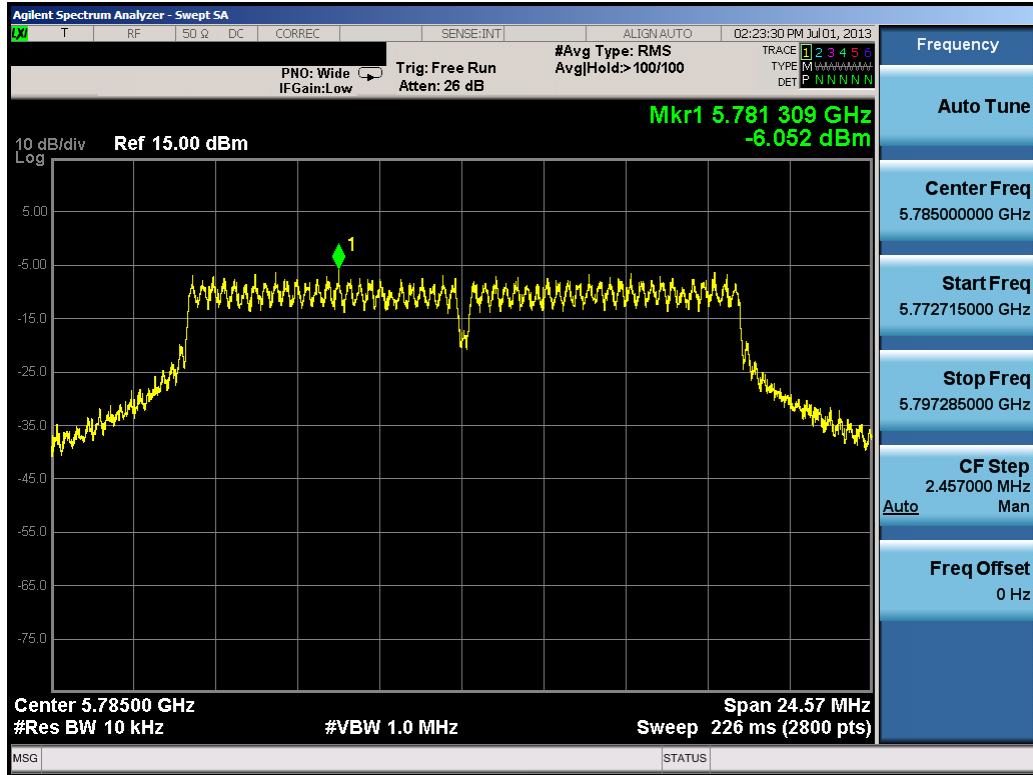 Agilent Spectrum Analyzer - Swept SA
LXI T RF 50 Ω DC CORREC SENSE:INT ALIGN AUTO 02:23:30 PM Jul 01, 2013
PNO: Wide
IFGain:Low
Trig: Free Run
Atten: 26 dB
#Avg Type: RMS
Avg|Hold:>100/100
TRACE 1 2 3 4 5 6
TYPE M
DET P N N N N N
Mkr1 5.781 309 GHz
-6.052 dBm
10 dB/div Ref 15.00 dBm
Log
1
5.00
-5.00
-15.0
-25.0
-35.0
-45.0
-55.0
-65.0
-75.0
Center 5.78500 GHz Span 24.57 MHz
#Res BW 10 kHz #VBW 1.0 MHz Sweep 226 ms (2800 pts)
MSG STATUS
Frequency
Auto Tune
Center Freq
5.785000000 GHz
Start Freq
5.772715000 GHz
Stop Freq
5.797285000 GHz
CF Step
2.457000 MHz
Auto Man
Freq Offset
0 Hz